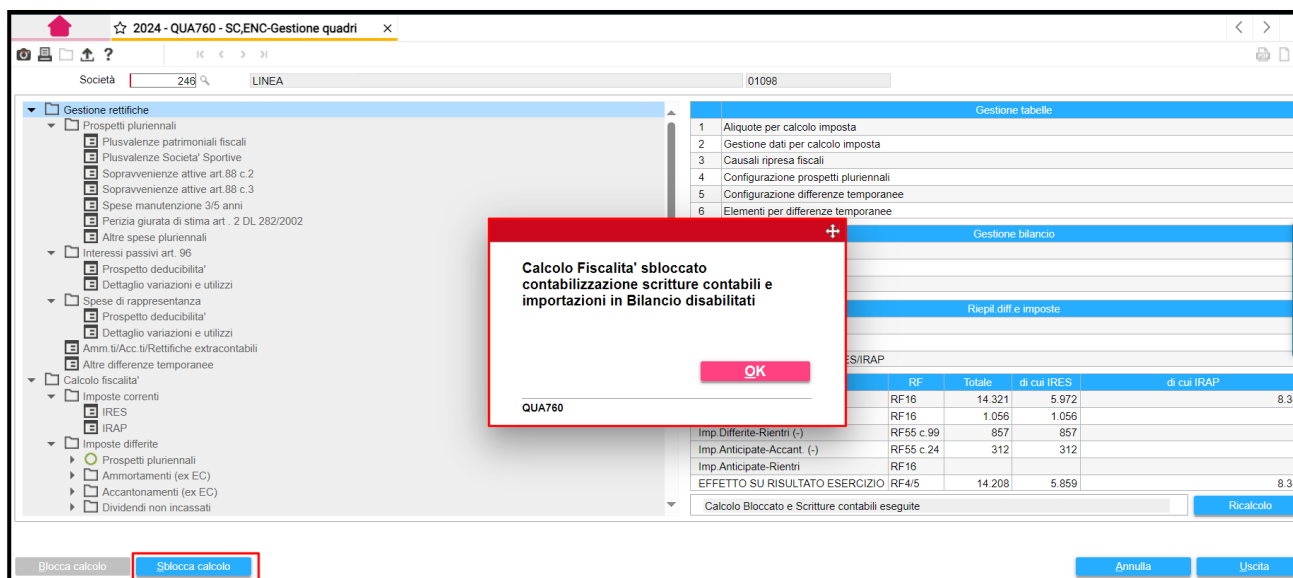 2024 - QUA760 - SC,ENC-Gestione quadri
Società 246 LINEA 01098
Gestione rettifiche
Prospetti pluriennali
Plusvalenze patrimoniali fiscali
Plusvalenze Societa' Sportive
Sopravvenienze attive art.88 c.2
Sopravvenienze attive art.88 c.3
Spese manutenzione 3/5 anni
Perizia giurata di stima art . 2 DL 282/2002
Altre spese pluriennali
Interessi passivi art. 96
Prospetto deducibilita'
Dettaglio variazioni e utilizzi
Spese di rappresentanza
Prospetto deducibilita'
Dettaglio variazioni e utilizzi
Amm.ti/Acc.ti/Rettifiche extracontabili
Altre differenze temporanee
Calcolo fiscalita'
Imposte correnti
IRES
IRAP
Imposte differite
Prospetti pluriennali
Ammortamenti (ex EC)
Accantonamenti (ex EC)
Dividendi non incassati
Gestione tabelle
1 Aliquote per calcolo imposta
2 Gestione dati per calcolo imposta
3 Causali ripresa fiscali
4 Configurazione prospetti pluriennali
5 Configurazione differenze temporanee
6 Elementi per differenze temporanee
Gestione bilancio
Riepil.diff.e imposte
ES/IRAP
RF Totale di cui IRES di cui IRAP
RF16 14.321 5.972 8.3
RF16 1.056 1.056
Imp.Differite-Rientri (-) RF55 c.99 857 857
Imp.Anticipate-Accant. (-) RF55 c.24 312 312
Imp.Anticipate-Rientri RF16
EFFETTO SU RISULTATO ESERCIZIO RF4/5 14.208 5.859 8.3
Calcolo Bloccato e Scritture contabili eseguite Ricalcolo
Calcolo Fiscalita' sbloccato
contabilizzazione scritture contabili e
importazioni in Bilancio disabilitati
OK
QUA760
Blocca calcolo Sblocca calcolo Annulla Uscita